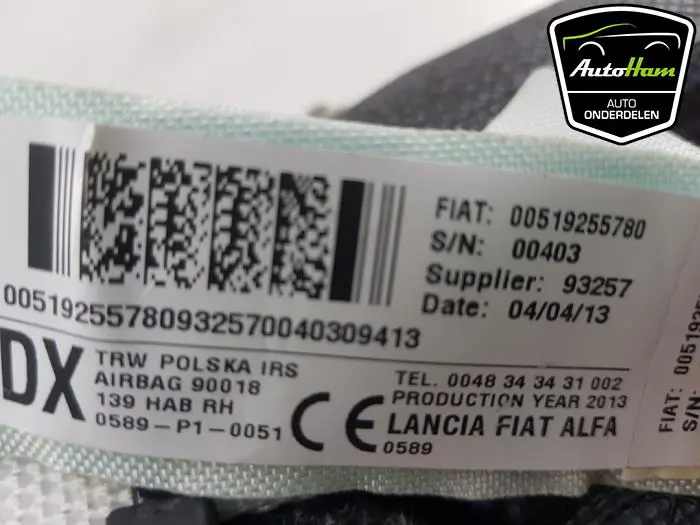 AutoHam
AUTO
ONDERDELEN
FIAT: 00519255780
S/N: 00403
Supplier: 93257
Date: 04/04/13
00519255780932570040309413
DX
TRW POLSKA IRS
AIRBAG 90018
139 HAB RH
0589-P1-0051
CE
0589
TEL. 0048 34 34 31 002
PRODUCTION YEAR 2013
LANCIA FIAT ALFA
FIAT:
S/N: